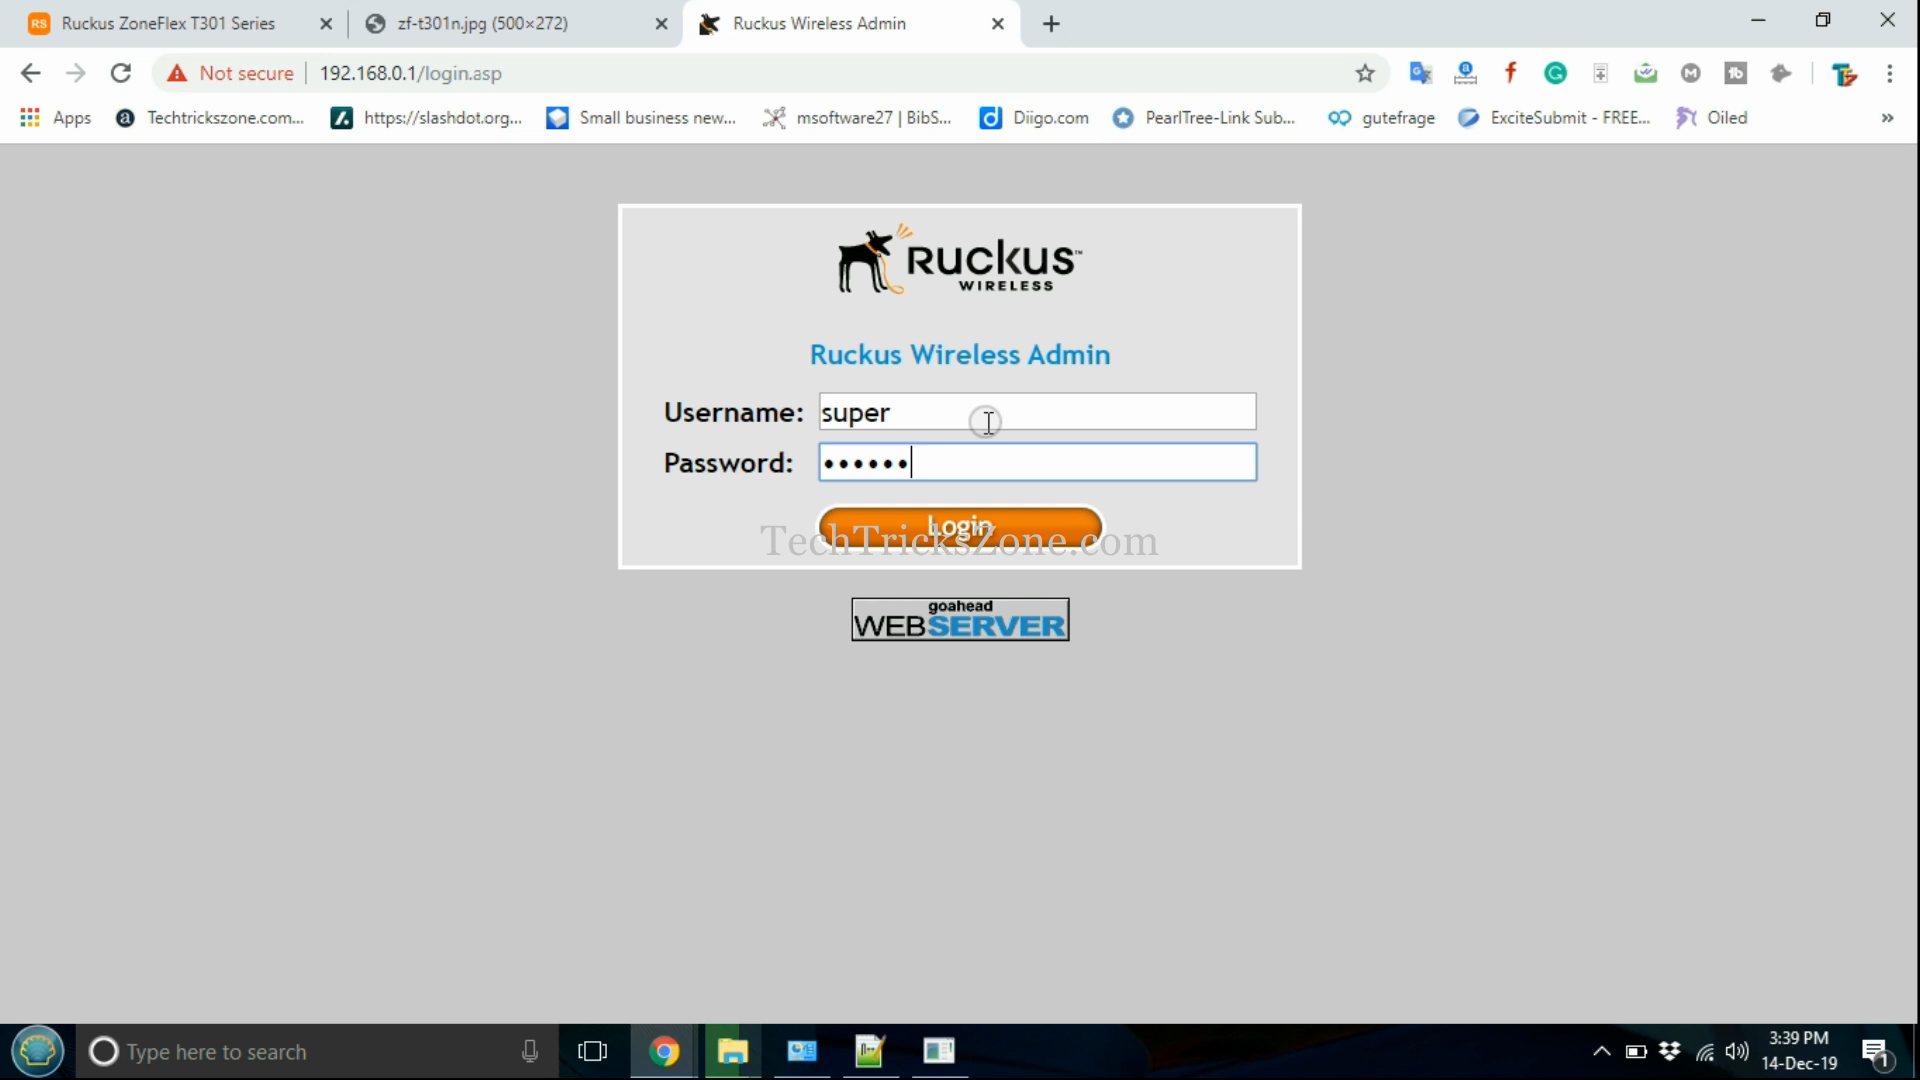 RS Ruckus ZoneFlex T301 Series
zf-t301n.jpg (500×272)
Ruckus Wireless Admin
Not secure 192.168.0.1/login.asp
Apps
Techtrickszone.com...
https://slashdot.org...
Small business new...
msoftware27 | BibS...
Diigo.com
PearlTree-Link Sub...
gutefrage
ExciteSubmit - FREE...
Oiled
»
RUCKUS™
WIRELESS
Ruckus Wireless Admin
Username: super
Password: ••••••
Login
TechTricksZone.com
goahead
WEBSERVER
Type here to search
3:39 PM
14-Dec-19
1